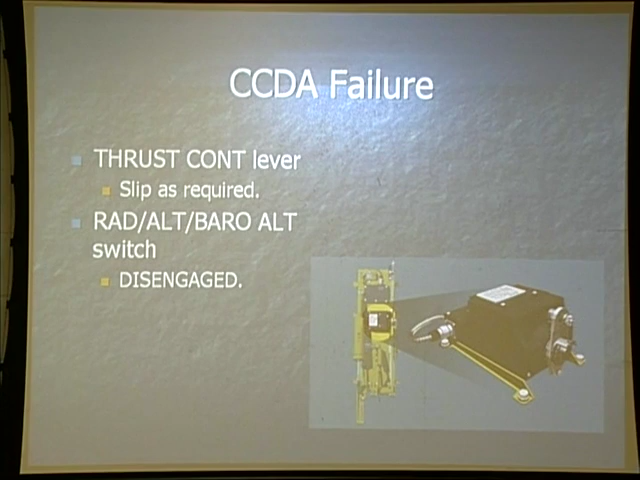 CCDA Failure
THRUST CONT lever
Slip as required.
RAD/ALT/BARO ALT
switch
DISENGAGED.